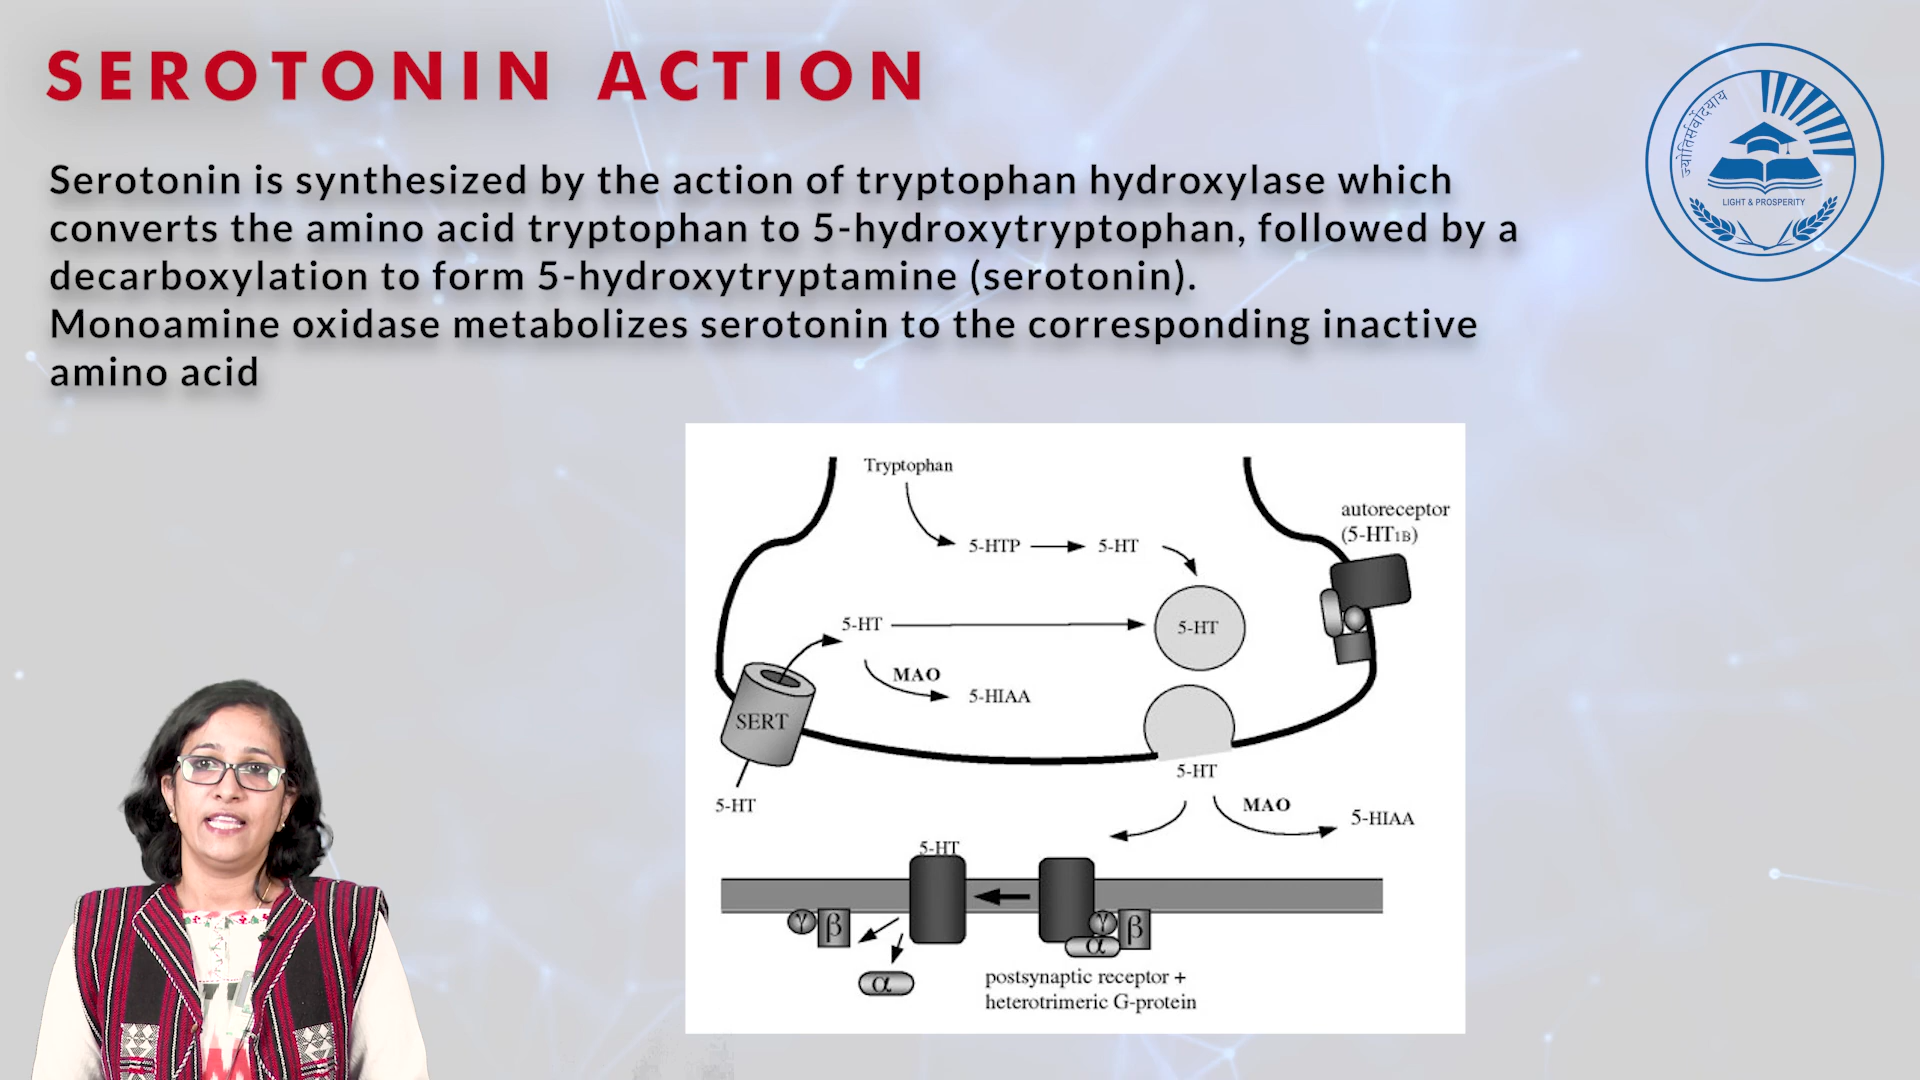 SEROTONIN ACTION
ज्योतिर्सर्वोदयाय
LIGHT & PROSPERITY
Serotonin is synthesized by the action of tryptophan hydroxylase which
converts the amino acid tryptophan to 5-hydroxytryptophan, followed by a
decarboxylation to form 5-hydroxytryptamine (serotonin).
Monoamine oxidase metabolizes serotonin to the corresponding inactive
amino acid
Tryptophan
autoreceptor
(5-HT1B)
5-HTP
5-HT
5-HT
5-HT
MAO
5-HIAA
SERT
5-HT
5-HT
MAO
5-HIAA
5-HT
γ β
γ β
α
α
postsynaptic receptor +
heterotrimeric G-protein